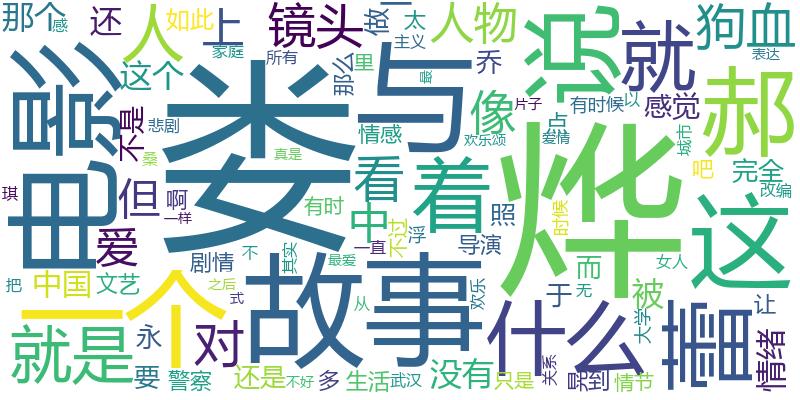 那个
感
还
如此
人
上
家庭
镜头
所有
做
那么
里
太
主义
最
人物
乔
片子
说
就
狗血
表达
电影
这个
悲剧
不是
桑
娄
真是
与
情感
像
欢乐颂
点
有时候
以
爱情
感觉
城市
郝
琪
但
啊
一样
有时
看
着
烨
吧
完全
改编
爱
剧情
不
其实
最爱
中
一直
不过
浮
照
导演
时候
这
而
女人
把
中国
文艺
之后
式
一个
故事
从
欢乐
什么
于
无
被
大学
蕾
让
情绪
就是
永
要
警察
对
还是
不好
多
生活
武汉
没有
只是
关系
到
情节